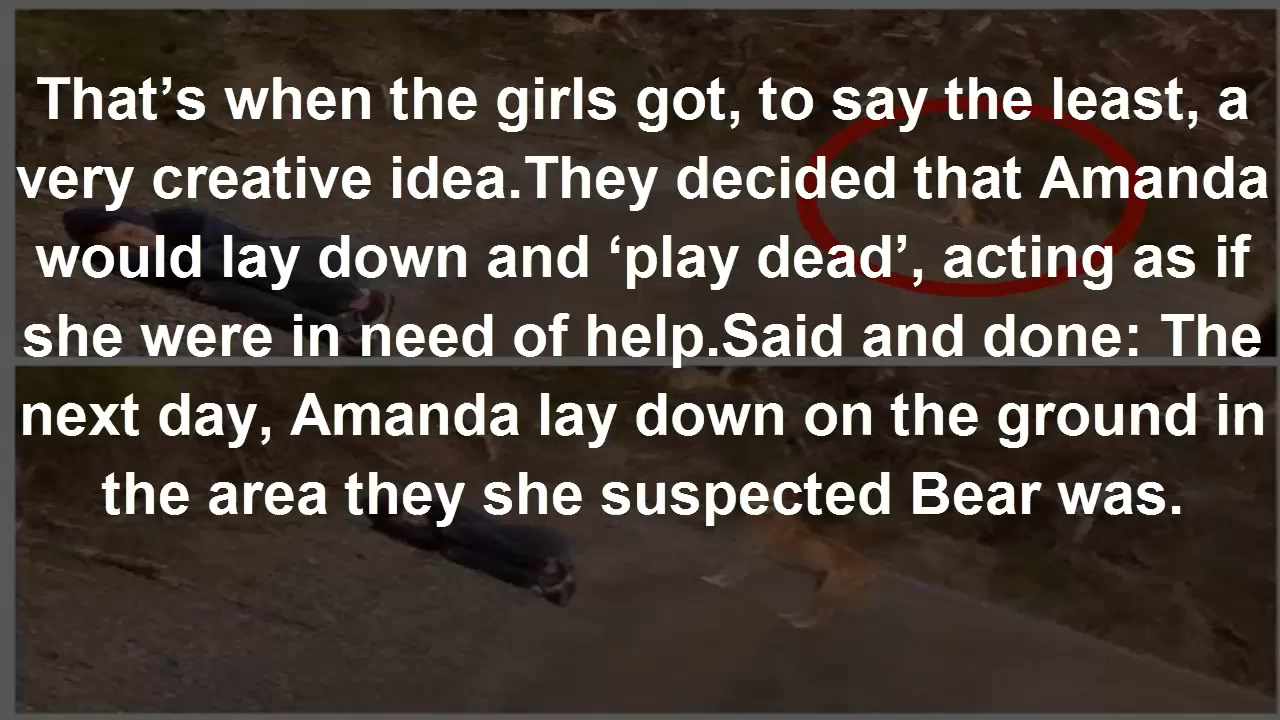 That’s when the girls got, to say the least, a
very creative idea.They decided that Amanda
would lay down and ‘play dead’, acting as if
she were in need of help.Said and done: The
next day, Amanda lay down on the ground in
the area they she suspected Bear was.